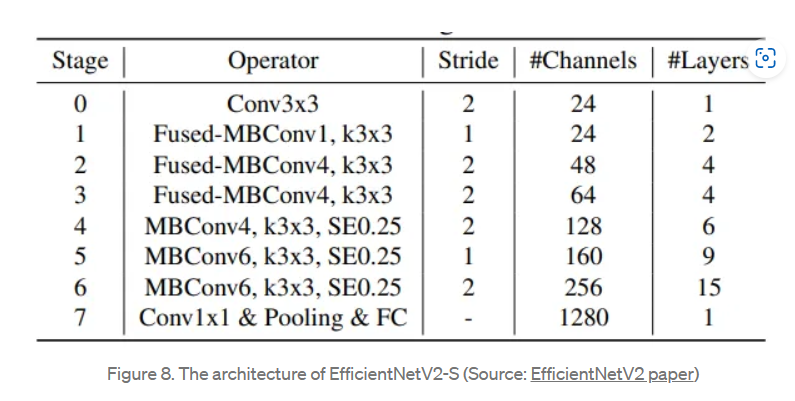 Stage Operator Stride #Channels #Layers
0 Conv3x3 2 24 1
1 Fused-MBConv1, k3x3 1 24 2
2 Fused-MBConv4, k3x3 2 48 4
3 Fused-MBConv4, k3x3 2 64 4
4 MBConv4, k3x3, SE0.25 2 128 6
5 MBConv6, k3x3, SE0.25 1 160 9
6 MBConv6, k3x3, SE0.25 2 256 15
7 Conv1x1 & Pooling & FC - 1280 1
Figure 8. The architecture of EfficientNetV2-S (Source: EfficientNetV2 paper)